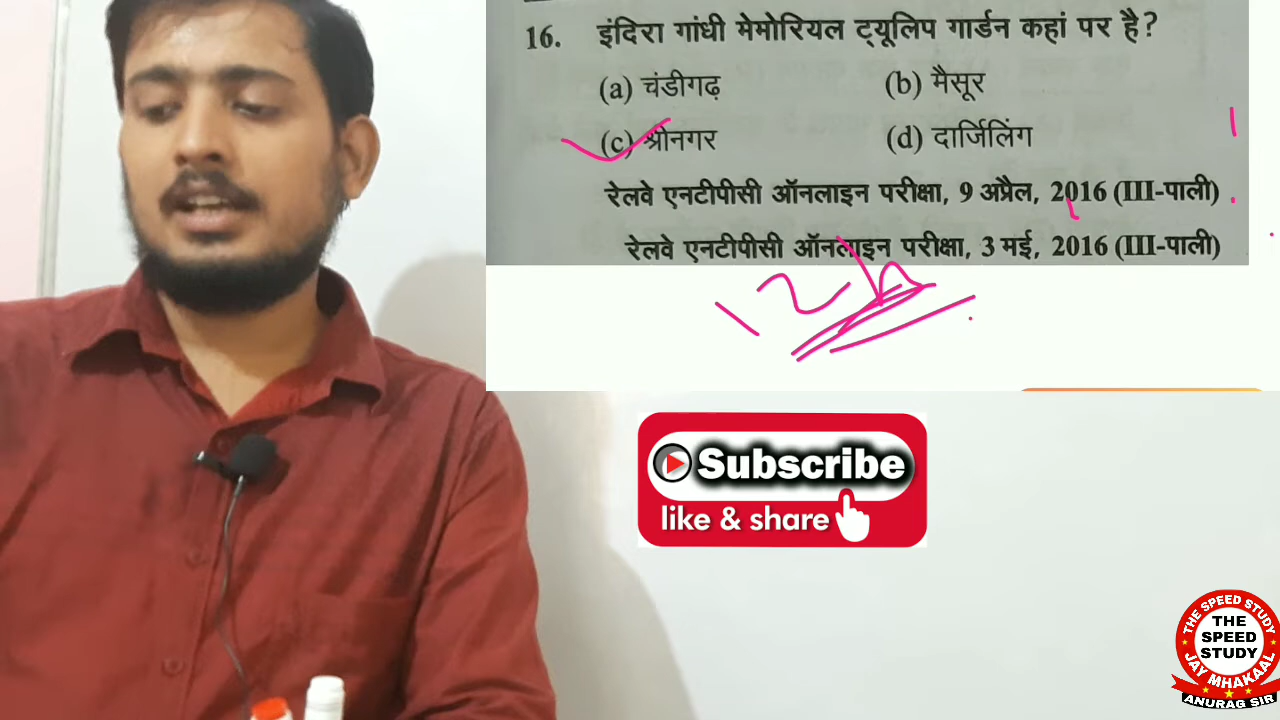 16. इंदिरा गांधी मेमोरियल ट्यूलिप गार्डन कहां पर है?
(a) चंडीगढ़ (b) मैसूर
(c) श्रीनगर (d) दार्जिलिंग
रेलवे एनटीपीसी ऑनलाइन परीक्षा, 9 अप्रैल, 2016 (III-पाली)
रेलवे एनटीपीसी ऑनलाइन परीक्षा, 3 मई, 2016 (III-पाली)
Subscribe
like & share
THE SPEED STUDY
THE
SPEED
STUDY
JAY MHAKAAL
ANURAG SIR